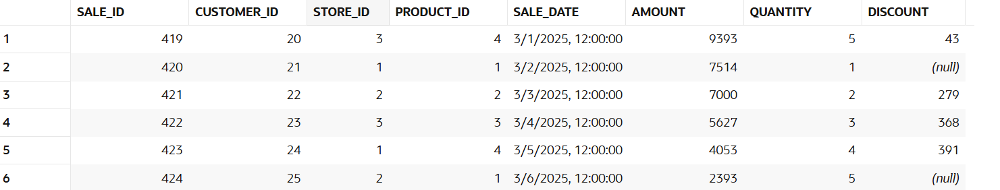 SALE_ID CUSTOMER_ID STORE_ID PRODUCT_ID SALE_DATE AMOUNT QUANTITY DISCOUNT
1 419 20 3 4 3/1/2025, 12:00:00 9393 5 43
2 420 21 1 1 3/2/2025, 12:00:00 7514 1 (null)
3 421 22 2 2 3/3/2025, 12:00:00 7000 2 279
4 422 23 3 3 3/4/2025, 12:00:00 5627 3 368
5 423 24 1 4 3/5/2025, 12:00:00 4053 4 391
6 424 25 2 1 3/6/2025, 12:00:00 2393 5 (null)